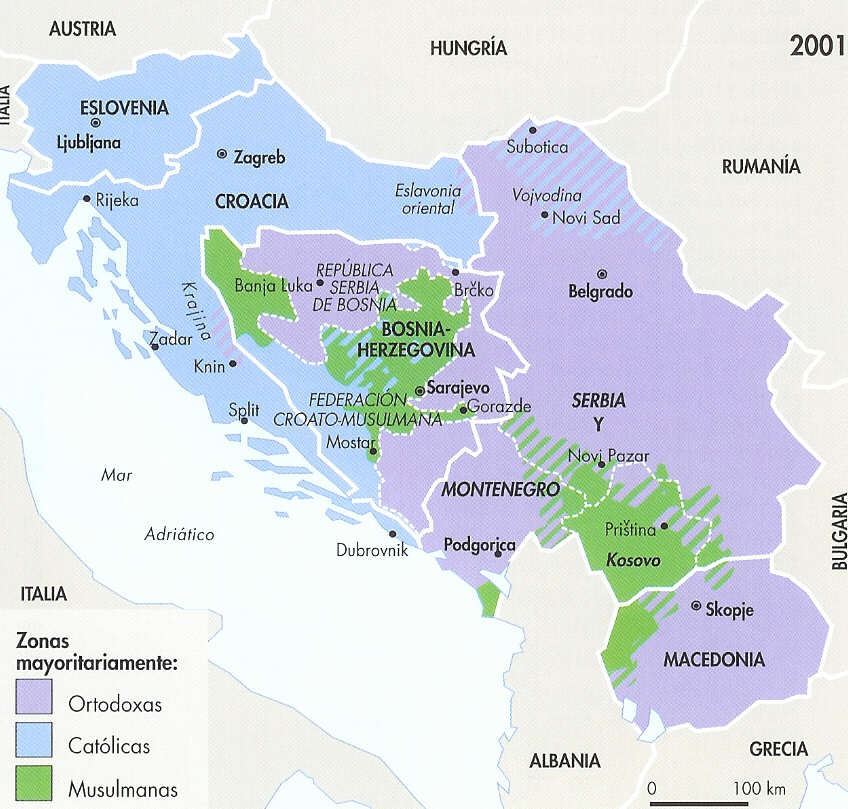 AUSTRIA
HUNGRÍA
2001
ITALIA
ESLOVENIA
Ljubljana
Zagreb
CROACIA
Rijeka
Eslavonia
oriental
Subotica
Vojvodina
Novi Sad
RUMANÍA
Belgrado
Banja Luka
REPÚBLICA
SERBIA
DE BOSNIA
Brčko
Krajina
BOSNIA-
HERZEGOVINA
Zadar
Knin
Sarajevo
FEDERACIÓN
CROATO-MUSULMANA
Gorazde
Split
Mostar
SERBIA
Y
Novi Pazar
MONTENEGRO
Mar
Adriático
Dubrovnik
Podgorica
Priština
Kosovo
BULGARIA
ITALIA
Skopje
MACEDONIA
ALBANIA
GRECIA
Zonas
mayoritariamente:
Ortodoxas
Católicas
Musulmanas
0 100 km